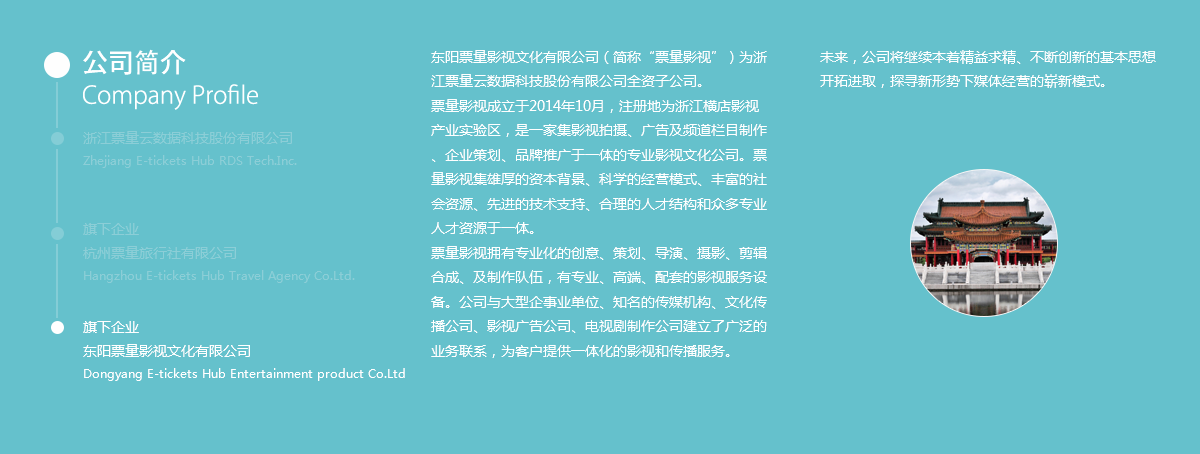 公司简介
Company Profile
浙江票量云数据科技股份有限公司
Zhejiang E-tickets Hub RDS Tech.Inc.
旗下企业
杭州票量旅行社有限公司
Hangzhou E-tickets Hub Travel Agency Co.Ltd.
旗下企业
东阳票量影视文化有限公司
Dongyang E-tickets Hub Entertainment product Co.Ltd
东阳票量影视文化有限公司（简称“票量影视”）为浙
江票量云数据科技股份有限公司全资子公司。
票量影视成立于2014年10月，注册地为浙江横店影视
产业实验区，是一家集影视拍摄、广告及频道栏目制作
、企业策划、品牌推广于一体的专业影视文化公司。票
量影视集雄厚的资本背景、科学的经营模式、丰富的社
会资源、先进的技术支持、合理的人才结构和众多专业
人才资源于一体。
票量影视拥有专业化的创意、策划、导演、摄影、剪辑
合成、及制作队伍，有专业、高端、配套的影视服务设
备。公司与大型企事业单位、知名的传媒机构、文化传
播公司、影视广告公司、电视剧制作公司建立了广泛的
业务联系，为客户提供一体化的影视和传播服务。
未来，公司将继续本着精益求精、不断创新的基本思想
开拓进取，探寻新形势下媒体经营的崭新模式。